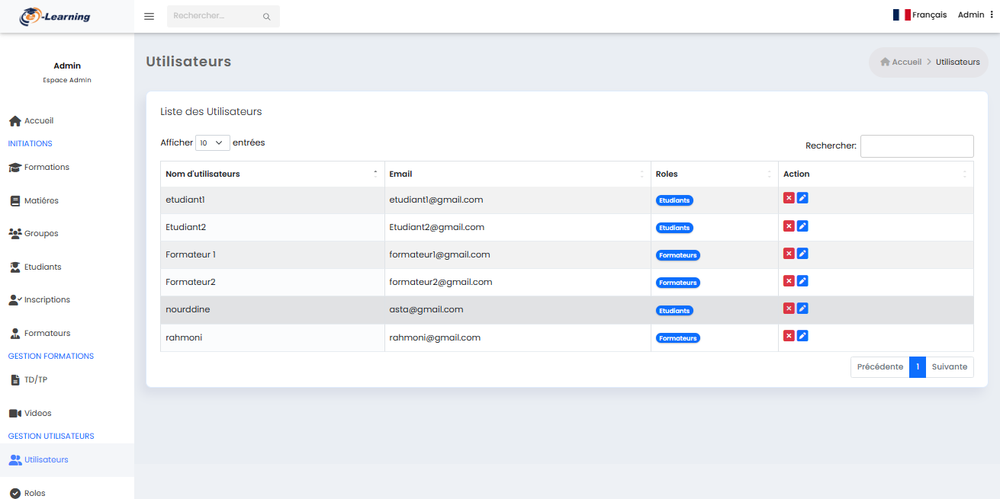 e-Learning
Rechercher...
Français
Admin
Admin
Espace Admin
Accueil
INITIATIONS
Formations
Matiéres
Groupes
Etudiants
Inscriptions
Formateurs
GESTION FORMATIONS
TD/TP
Videos
GESTION UTILISATEURS
Utilisateurs
Roles
Utilisateurs
Accueil > Utilisateurs
Liste des Utilisateurs
Afficher 10 entrées
Rechercher:
Nom d'utilisateurs Email Roles Action
etudiant1 etudiant1@gmail.com Etudiants
Etudiant2 Etudiant2@gmail.com Etudiants
Formateur 1 formateur1@gmail.com Formateurs
Formateur2 formateur2@gmail.com Formateurs
nourddine asta@gmail.com Etudiants
rahmoni rahmoni@gmail.com Formateurs
Précédente 1 Suivante